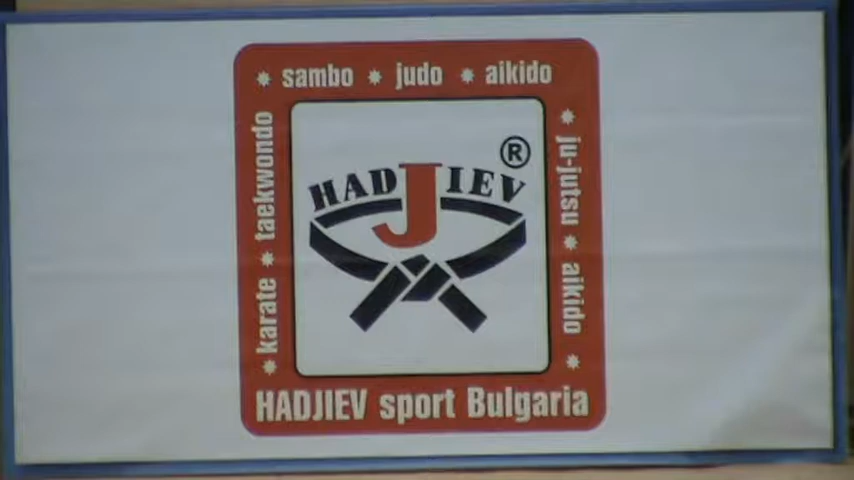 * sambo * judo * aikido
* karate * taekwondo
* ju-jutsu * aikido *
HADJIEV ®
HADJIEV sport Bulgaria